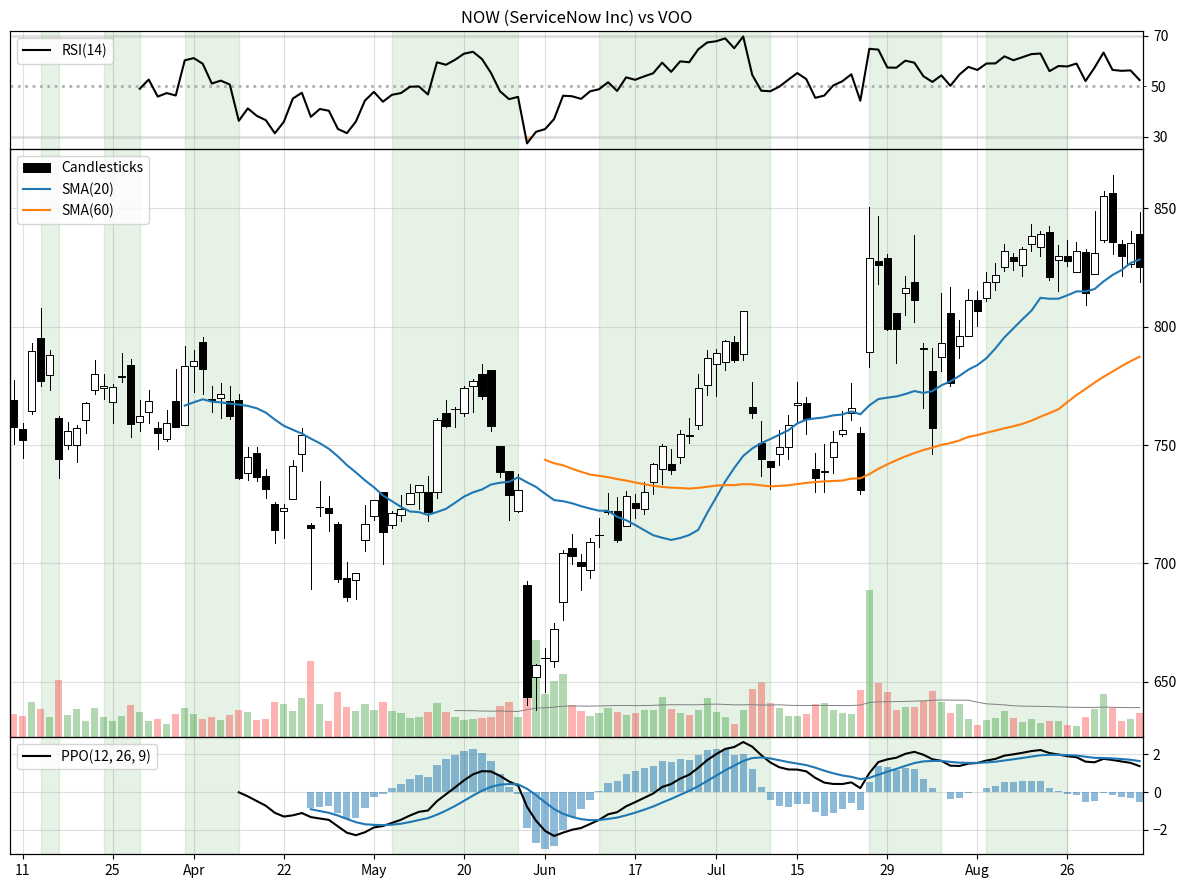 NOW (ServiceNow Inc) vs VOO
RSI(14)
70
50
30
Candlesticks
SMA(20)
SMA(60)
850
800
750
700
650
PPO(12, 26, 9)
2
0
−2
11 25 Apr 22 May 20 Jun 17 Jul 15 29 Aug 26